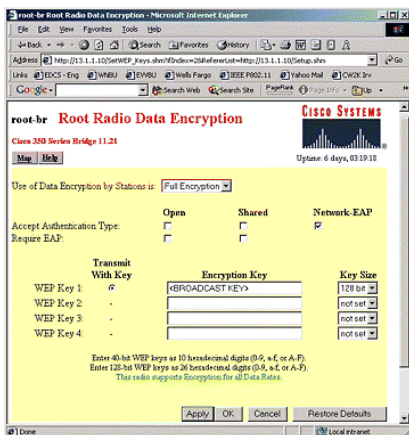 root-br Root Radio Data Encryption - Microsoft Internet Explorer
File Edit View Favorites Tools Help
Back Search Favorites History
Address http://13.1.1.10/SetWEP_Keys.shm?ifIndex=2&RefererList=http://13.1.1.10/Setup.shm Go
Links EDCS - Eng WNBU EWBU Wells Fargo IEEE P802.11 Yahoo Mail CW2K Irv
Google Search Web Search Site PageRank Page Info Up
root-br Root Radio Data Encryption
CISCO SYSTEMS
Cisco 350 Series Bridge 11.21
Map Help
Uptime: 6 days, 03:19:18
Use of Data Encryption by Stations is: Full Encryption
Open Shared Network-EAP
Accept Authentication Type:
Require EAP:
Transmit
With Key Encryption Key Key Size
WEP Key 1: <BROADCAST KEY> 128 bit
WEP Key 2: - not set
WEP Key 3: - not set
WEP Key 4: - not set
Enter 40-bit WEP keys as 10 hexadecimal digits (0-9, a-f, or A-F).
Enter 128-bit WEP keys as 26 hexadecimal digits (0-9, a-f, or A-F).
This radio supports Encryption for all Data Rates.
Apply OK Cancel Restore Defaults
Done Local intranet